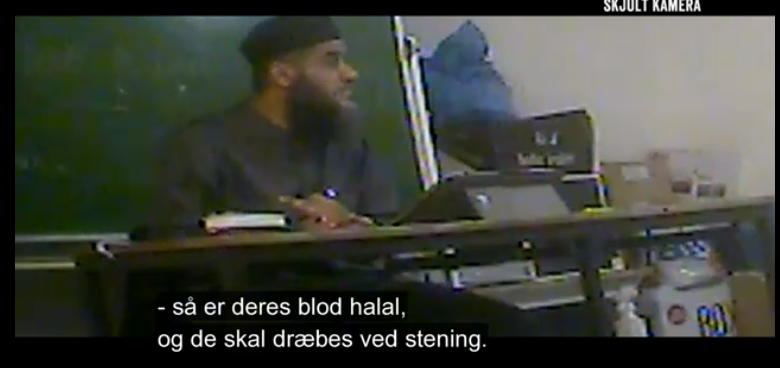 SKJULT KAMERA
- så er deres blod halal,
og de skal dræbes ved stening.